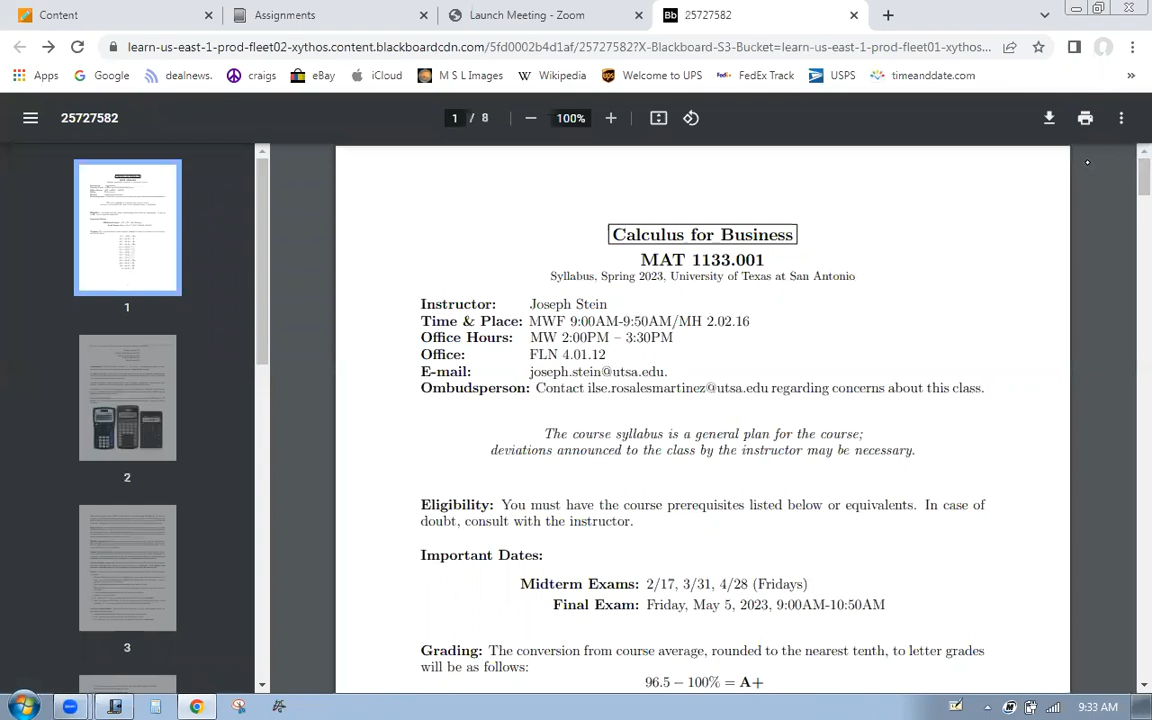 Content
Assignments
Launch Meeting - Zoom
Bb 25727582
learn-us-east-1-prod-fleet02-xythos.content.blackboardcdn.com/5fd0002b4d1af/25727582?X-Blackboard-S3-Bucket=learn-us-east-1-prod-fleet01-xythos...
Apps Google dealnews. craigs eBay iCloud M S L Images W Wikipedia Welcome to UPS FedEx Track USPS timeanddate.com »
25727582 1 / 8 100%
Calculus for Business
MAT 1133.001
Syllabus, Spring 2023, University of Texas at San Antonio
Instructor: Joseph Stein
Time & Place: MWF 9:00AM-9:50AM/MH 2.02.16
Office Hours: MW 2:00PM – 3:30PM
Office: FLN 4.01.12
E-mail: joseph.stein@utsa.edu.
Ombudsperson: Contact ilse.rosalesmartinez@utsa.edu regarding concerns about this class.
The course syllabus is a general plan for the course;
deviations announced to the class by the instructor may be necessary.
Eligibility: You must have the course prerequisites listed below or equivalents. In case of
doubt, consult with the instructor.
Important Dates:
Midterm Exams: 2/17, 3/31, 4/28 (Fridays)
Final Exam: Friday, May 5, 2023, 9:00AM-10:50AM
Grading: The conversion from course average, rounded to the nearest tenth, to letter grades
will be as follows:
96.5 – 100% = A+
1
2
3
9:33 AM